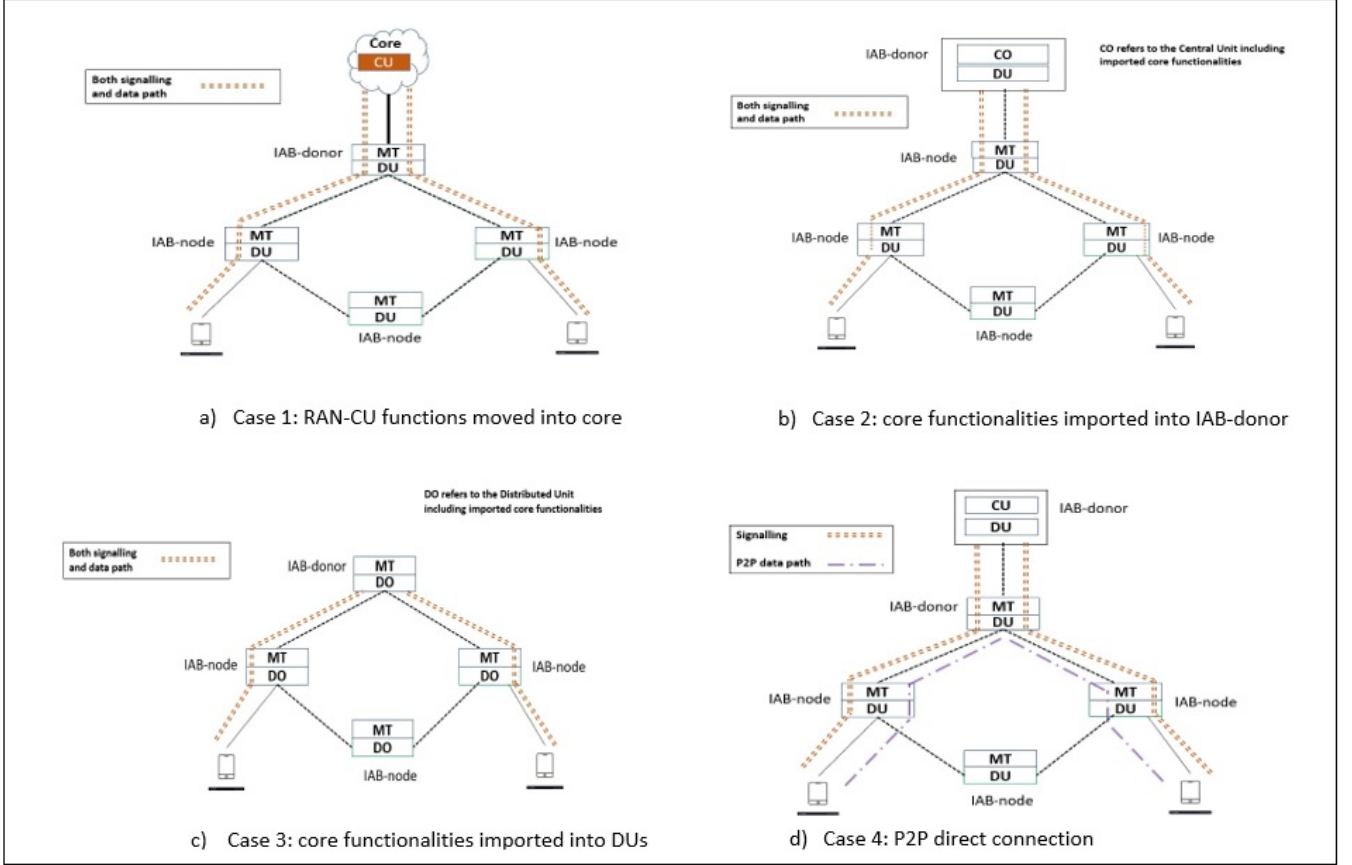 Core
CU
Both signalling
and data path
IAB-donor
MT
DU
IAB-node
MT
DU
MT
DU
IAB-node
MT
DU
IAB-node
a) Case 1: RAN-CU functions moved into core
IAB-donor
CO
DU
CO refers to the Central Unit including
imported core functionalities
Both signalling
and data path
IAB-node
MT
DU
IAB-node
MT
DU
MT
DU
IAB-node
MT
DU
IAB-node
b) Case 2: core functionalities imported into IAB-donor
DO refers to the Distributed Unit
including imported core functionalities
Both signalling
and data path
IAB-donor
MT
DO
IAB-node
MT
DO
MT
DO
IAB-node
MT
DO
IAB-node
c) Case 3: core functionalities imported into DUs
CU
DU
IAB-donor
Signalling
P2P data path
IAB-donor
MT
DU
IAB-node
MT
DU
MT
DU
IAB-node
MT
DU
IAB-node
d) Case 4: P2P direct connection